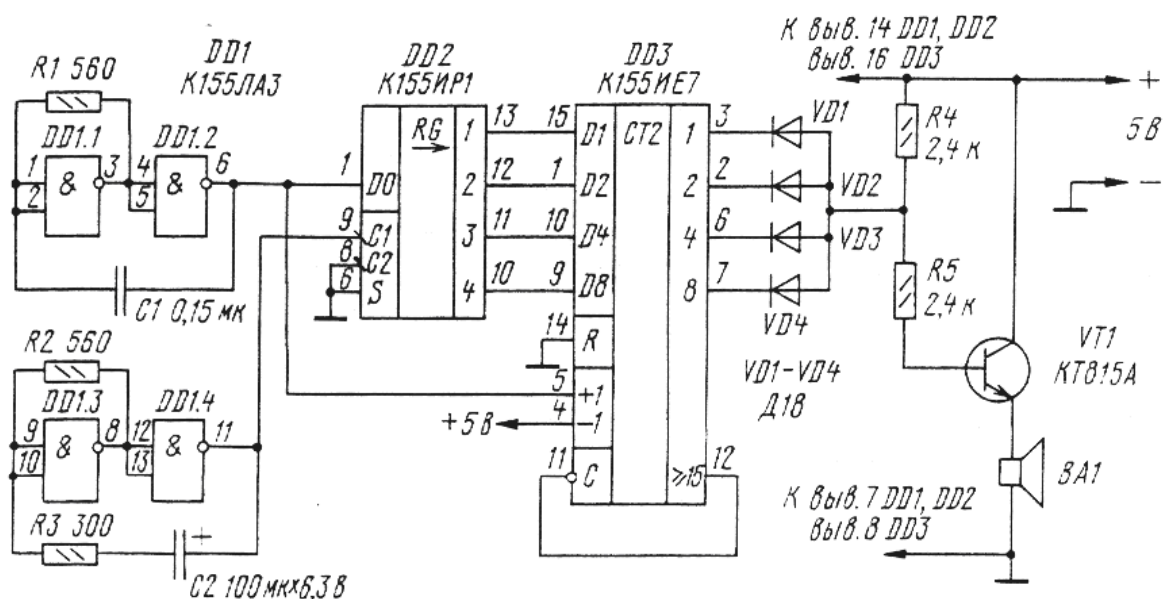 К выв. 14 DD1, DD2
выв. 16 DD3
DD1
К155ЛА3
DD2
К155ИР1
DD3
К155ИЕ7
R1 560
DD1.1
DD1.2
1
2
&
3
4
5
&
6
C1 0,15 мк
R2 560
DD1.3
DD1.4
9
10
&
8
12
13
&
11
R3 300
+
C2 100 мк×6,3 В
1
9
8
6
D0
C1
C2
S
RG
1
2
3
4
13
12
11
10
15
1
10
9
14
5
4
11
D1
D2
D4
D8
R
+1
-1
C
+5 В
CT2
1
2
4
8
≥15
3
2
6
7
12
VD1
VD2
VD3
VD4
VD1-VD4
Д18
R4
2,4 к
R5
2,4 к
+
5 В
−
VT1
КТ815А
BA1
К выв. 7 DD1, DD2
выв. 8 DD3